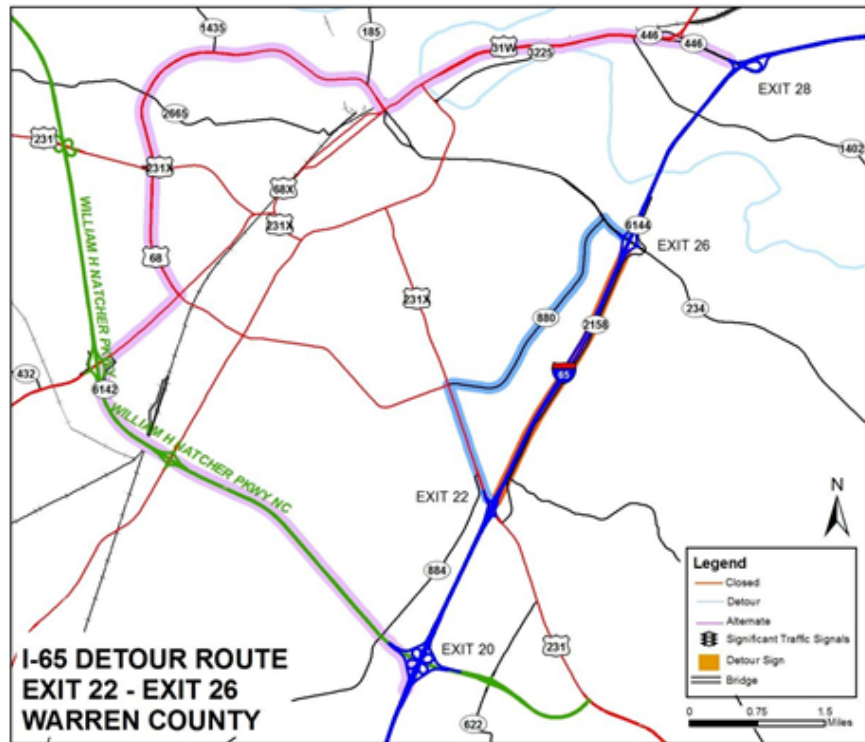 1435
185
31W
3225
446
446
EXIT 28
2665
231
231X
1402
68X
231X
6144
EXIT 26
WILLIAM H NATCHER PKWY
68
231X
880
2158
234
65
432
6142
WILLIAM H NATCHER PKWY NC
EXIT 22
N
884
Legend
Closed
Detour
Alternate
Significant Traffic Signals
Detour Sign
Bridge
I-65 DETOUR ROUTE
EXIT 22 - EXIT 26
WARREN COUNTY
EXIT 20
231
622
0 0.75 1.5
Miles